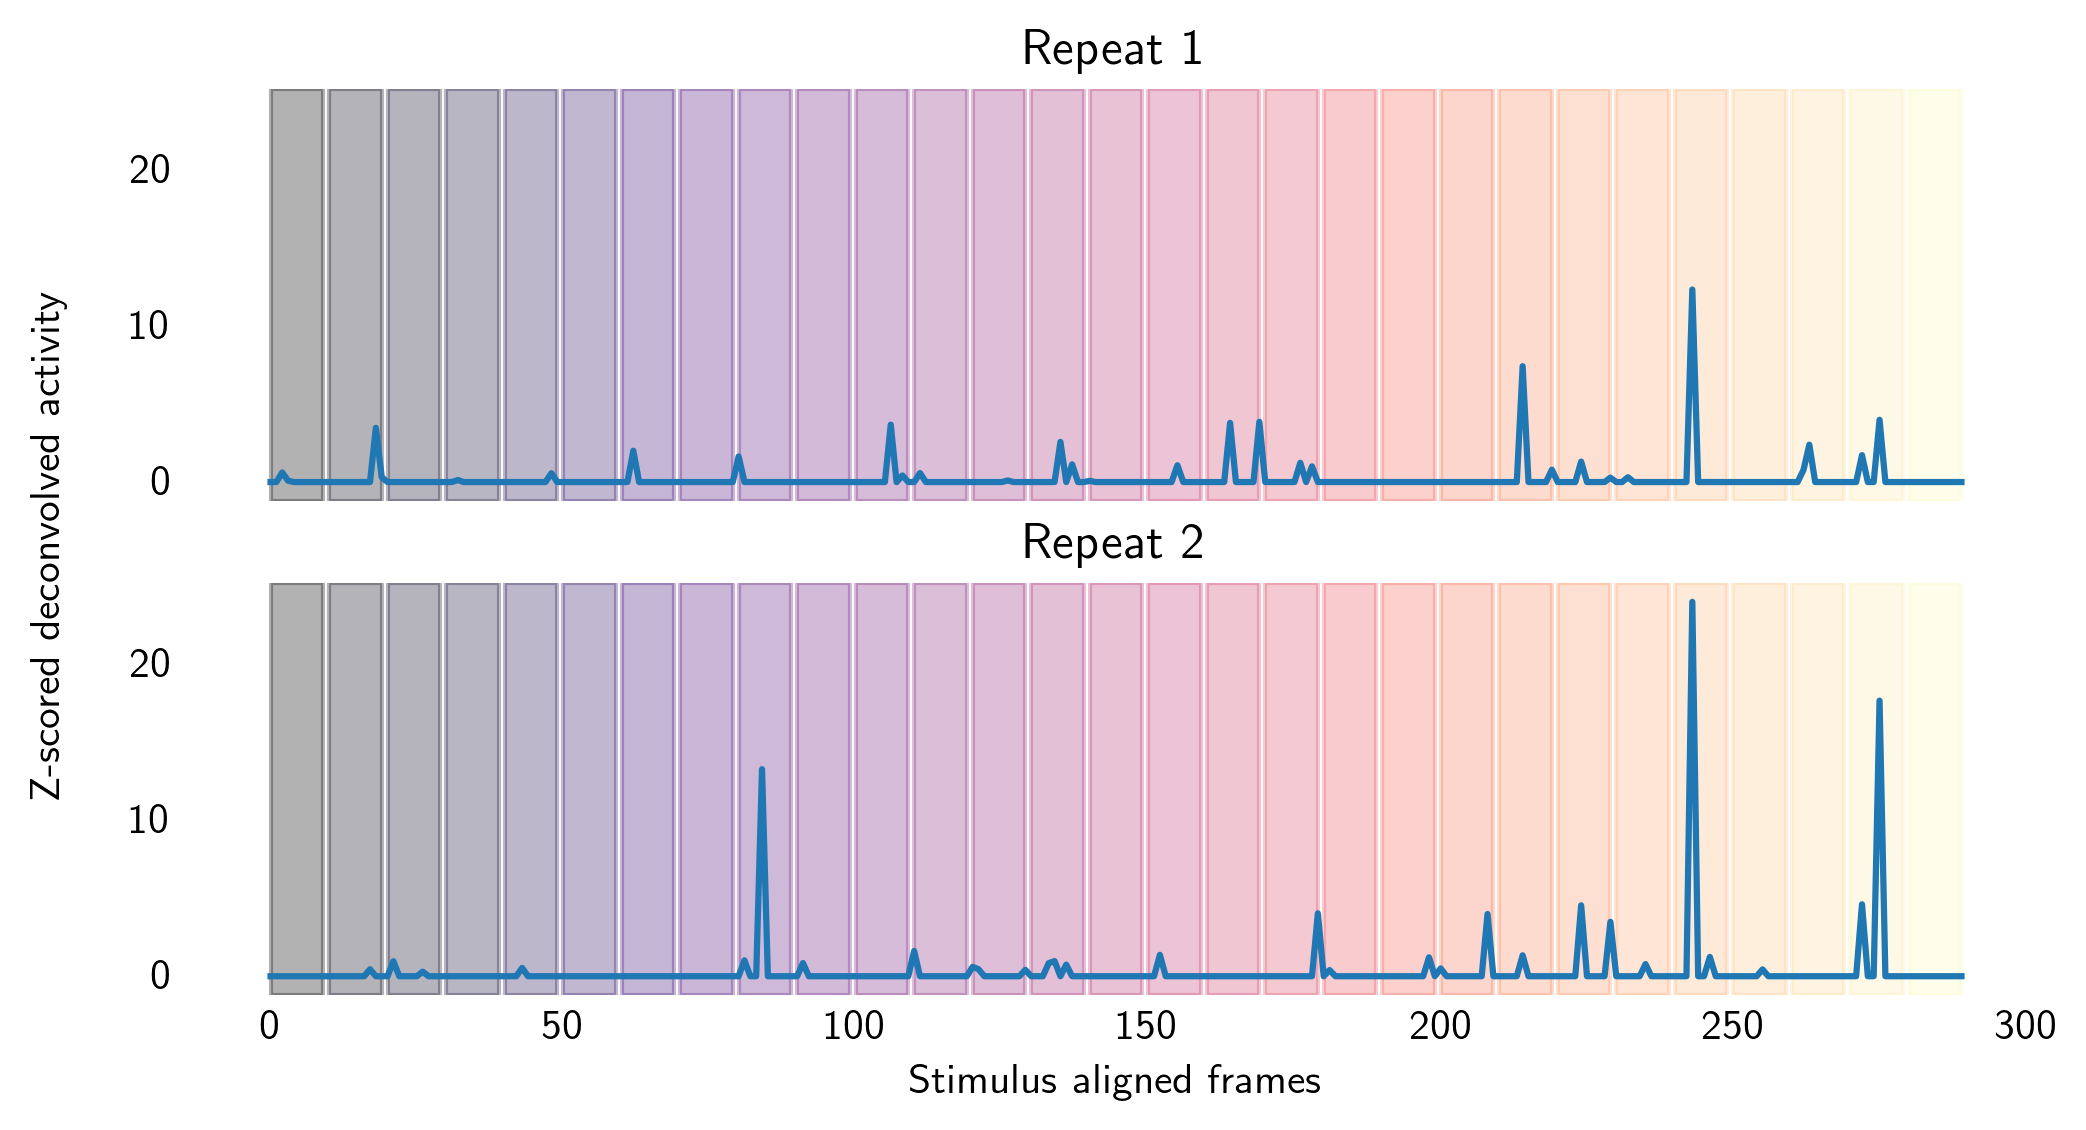 Repeat 1
20
10
0
Repeat 2
20
10
0
Z-scored deconvolved activity
0 50 100 150 200 250 300
Stimulus aligned frames